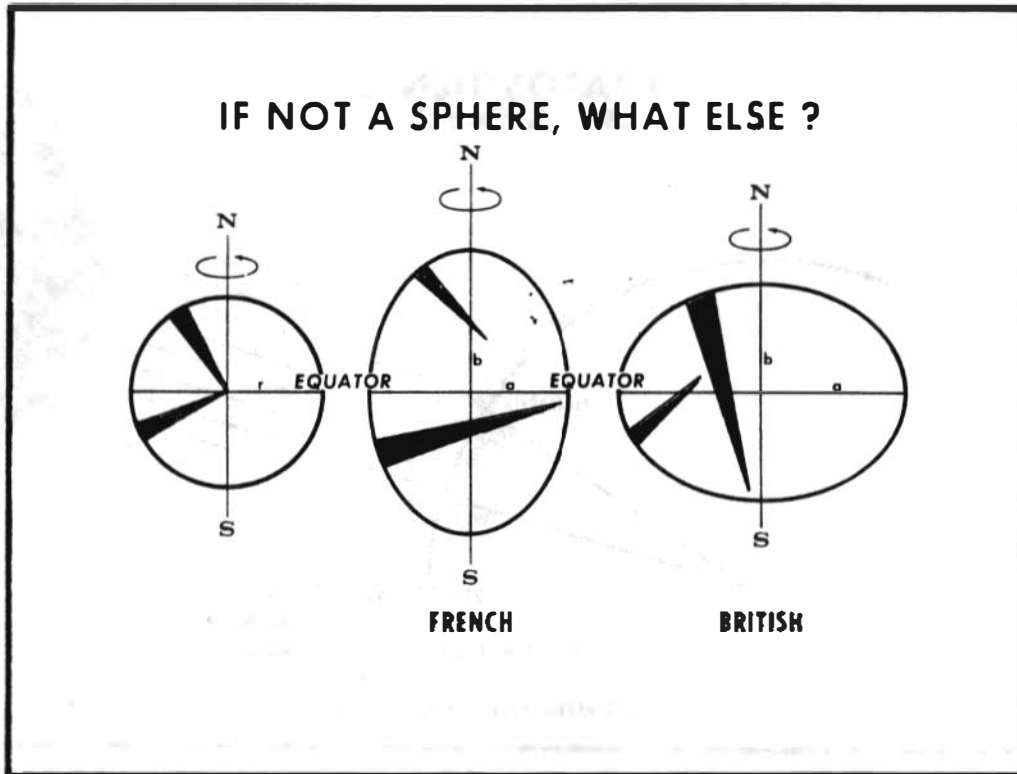 IF NOT A SPHERE, WHAT ELSE ?
N
N
N
b
b
r
EQUATOR
a
EQUATOR
a
S
S
S
FRENCH
BRITISH